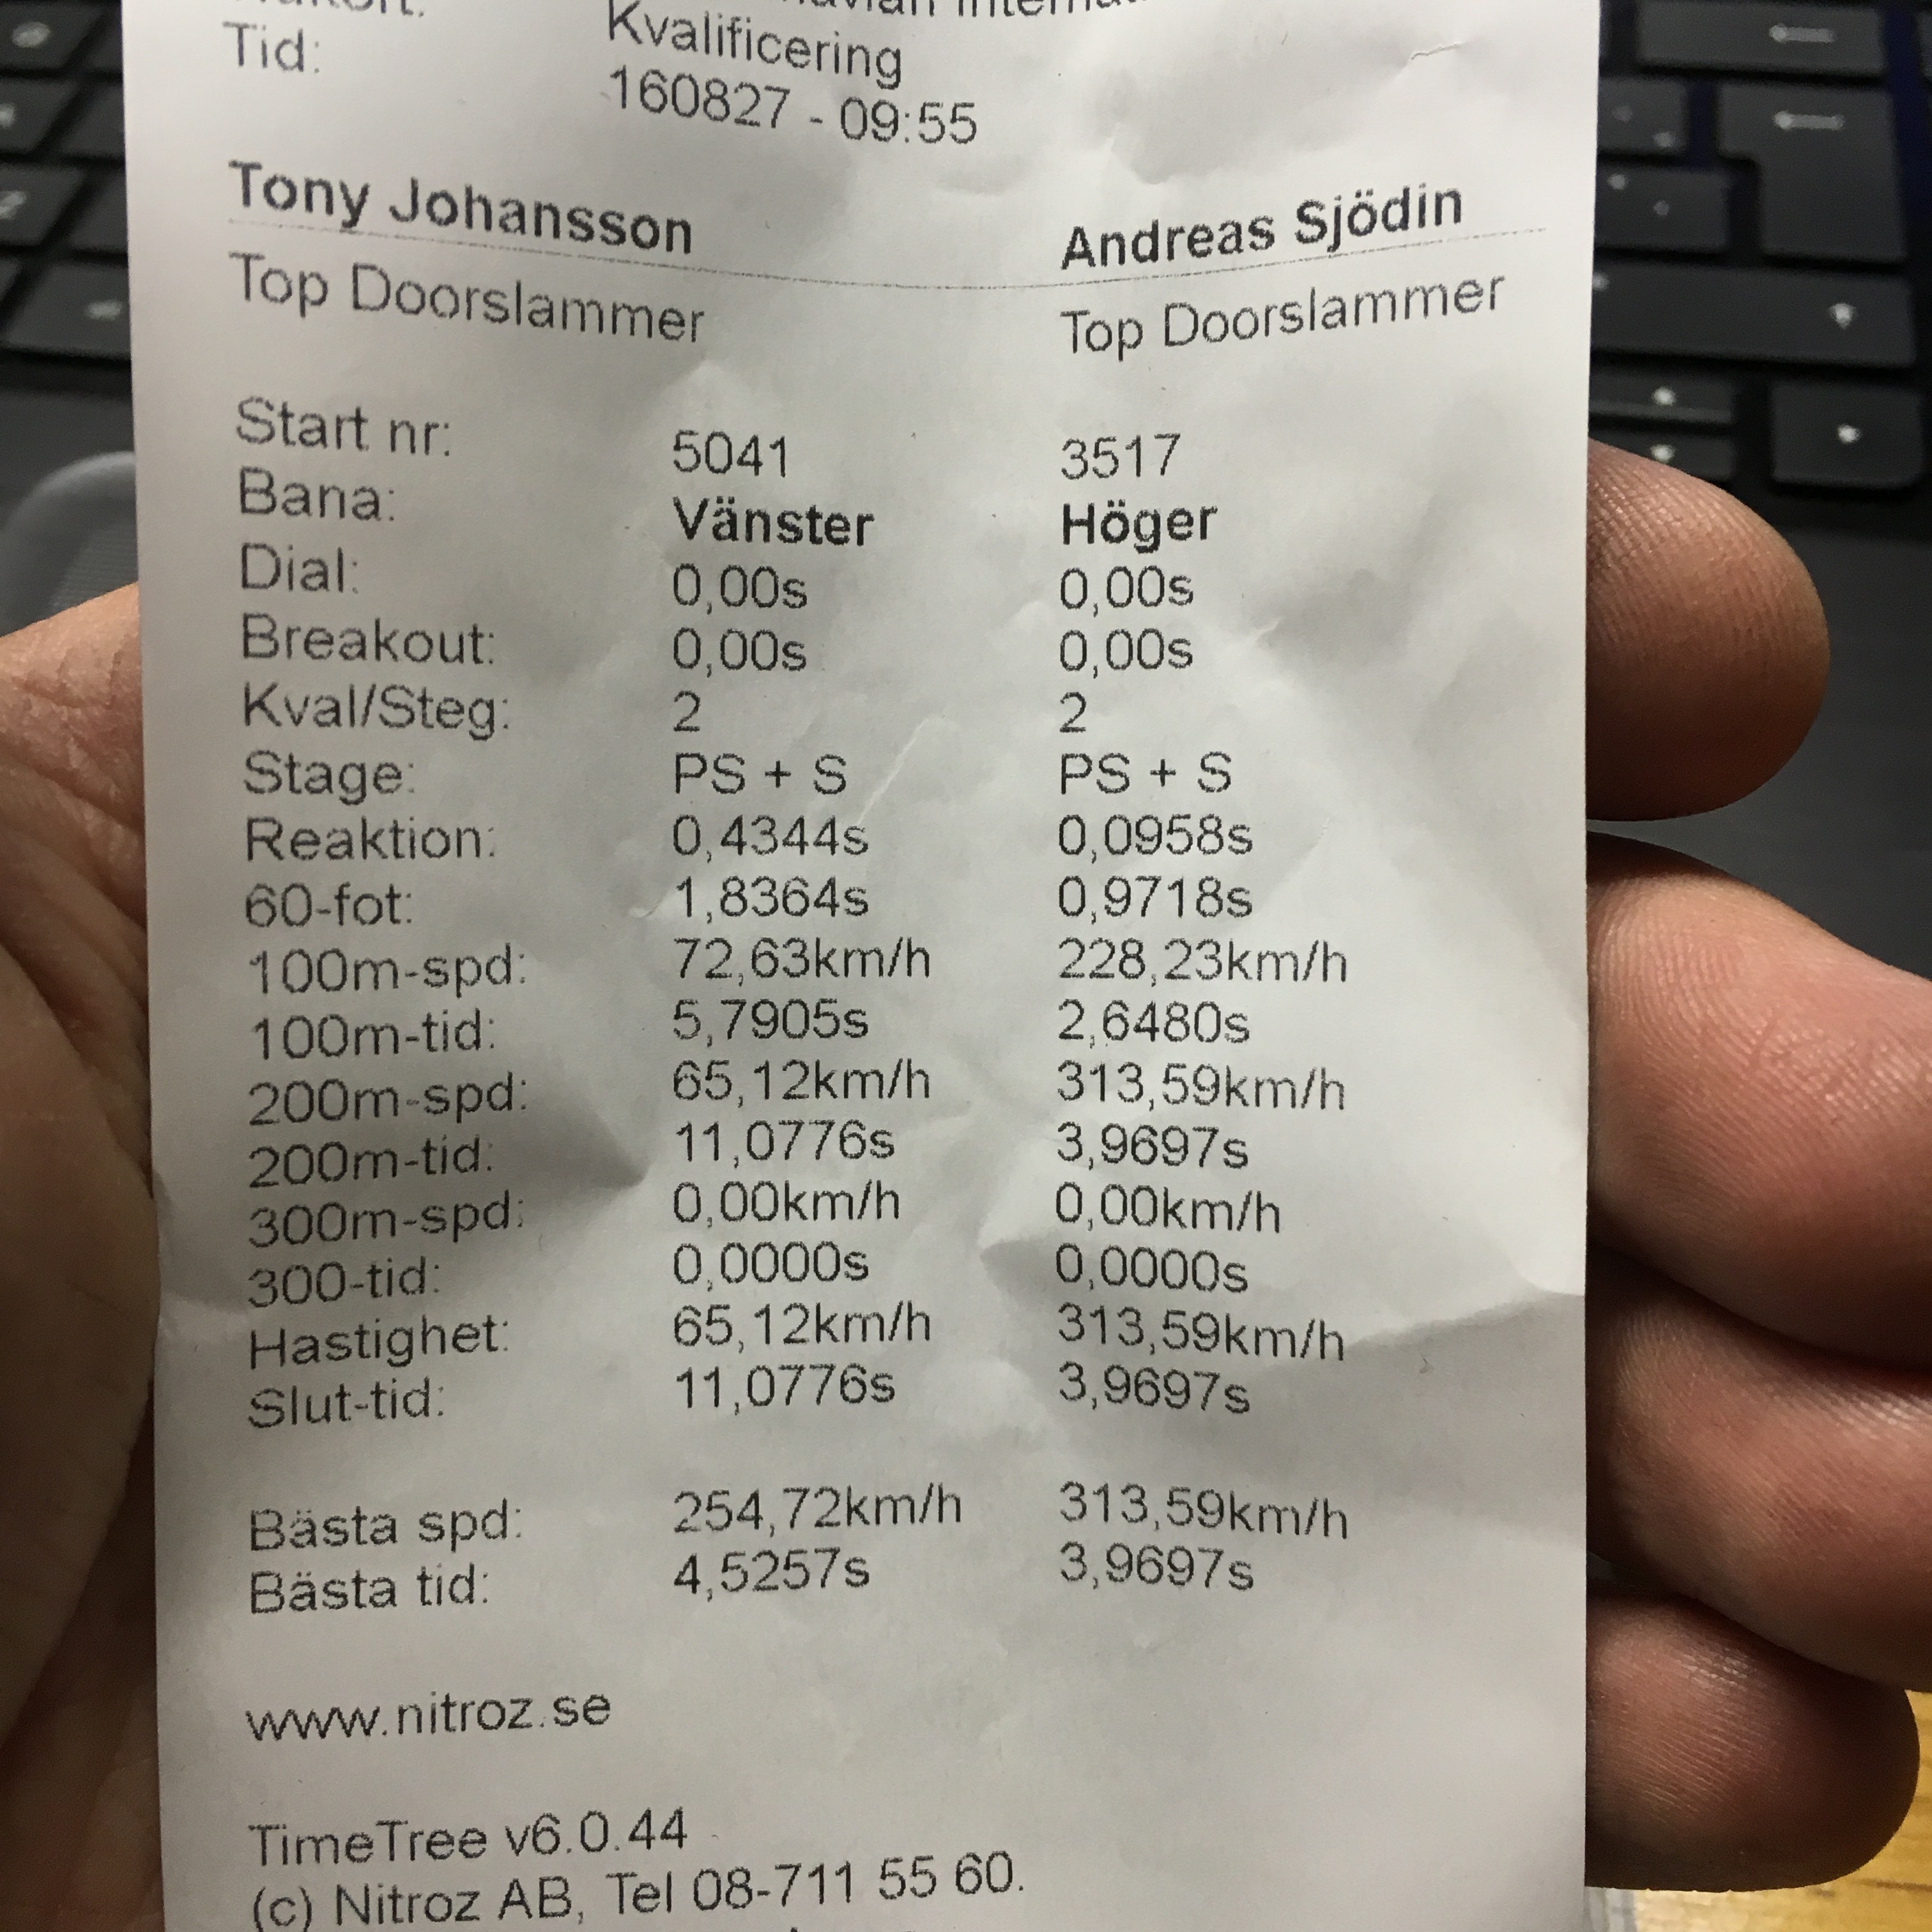 Tid:
Kvalificering
160827 - 09:55
Tony Johansson Andreas Sjödin
Top Doorslammer Top Doorslammer
Start nr: 5041 3517
Bana: Vänster Höger
Dial: 0,00s 0,00s
Breakout: 0,00s 0,00s
Kval/Steg: 2 2
Stage: PS + S PS + S
Reaktion: 0,4344s 0,0958s
60-fot: 1,8364s 0,9718s
100m-spd: 72,63km/h 228,23km/h
100m-tid: 5,7905s 2,6480s
200m-spd: 65,12km/h 313,59km/h
200m-tid: 11,0776s 3,9697s
300m-spd: 0,00km/h 0,00km/h
300-tid: 0,0000s 0,0000s
Hastighet: 65,12km/h 313,59km/h
Slut-tid: 11,0776s 3,9697s
Bästa spd: 254,72km/h 313,59km/h
Bästa tid: 4,5257s 3,9697s
www.nitroz.se
TimeTree v6.0.44
(c) Nitroz AB, Tel 08-711 55 60.